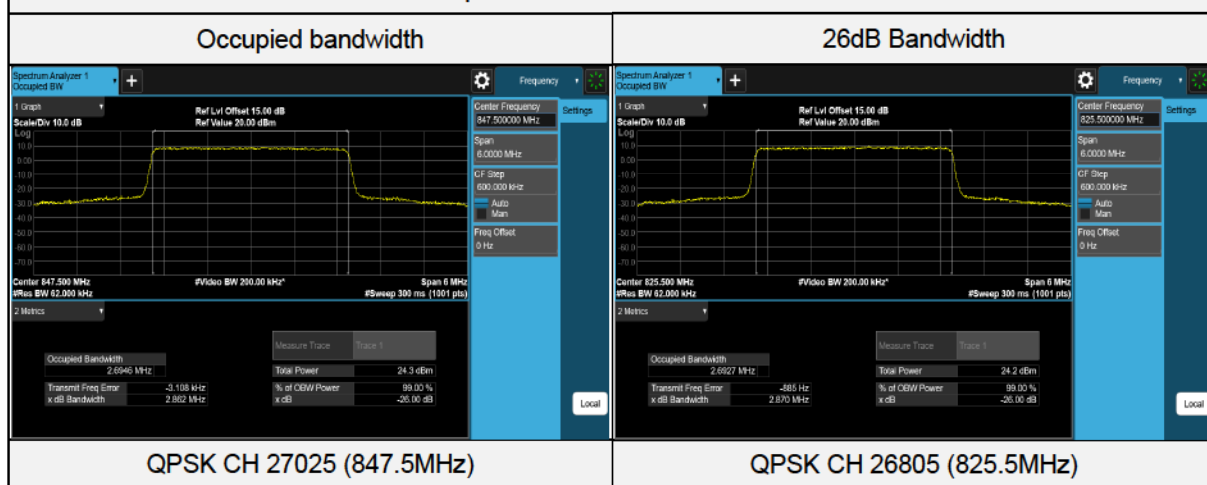 Occupied bandwidth
26dB Bandwidth
Spectrum Analyzer 1
Occupied BW
+
Frequency
1 Graph
Scale/Div 10.0 dB
Ref Lvl Offset 15.00 dB
Ref Value 20.00 dBm
Log
10.0
0.00
-10.0
-20.0
-30.0
-40.0
-50.0
-60.0
-70.0
Center 847.500 MHz
#Res BW 62.000 kHz
#Video BW 200.00 kHz*
Span 6 MHz
#Sweep 300 ms (1001 pts)
Center Frequency
847.500000 MHz
Settings
Span
6.0000 MHz
CF Step
600.000 kHz
Auto
Man
Freq Offset
0 Hz
2 Metrics
Measure Trace Trace 1
Occupied Bandwidth
2.6946 MHz
Total Power 24.3 dBm
Transmit Freq Error -3.108 kHz
% of OBW Power 99.00 %
x dB Bandwidth 2.862 MHz
x dB -26.00 dB
Local
Spectrum Analyzer 1
Occupied BW
+
Frequency
1 Graph
Scale/Div 10.0 dB
Ref Lvl Offset 15.00 dB
Ref Value 20.00 dBm
Log
10.0
0.00
-10.0
-20.0
-30.0
-40.0
-50.0
-60.0
-70.0
Center 825.500 MHz
#Res BW 62.000 kHz
#Video BW 200.00 kHz*
Span 6 MHz
#Sweep 300 ms (1001 pts)
Center Frequency
825.500000 MHz
Settings
Span
6.0000 MHz
CF Step
600.000 kHz
Auto
Man
Freq Offset
0 Hz
2 Metrics
Measure Trace Trace 1
Occupied Bandwidth
2.6927 MHz
Total Power 24.2 dBm
Transmit Freq Error -885 Hz
% of OBW Power 99.00 %
x dB Bandwidth 2.870 MHz
x dB -26.00 dB
Local
QPSK CH 27025 (847.5MHz)
QPSK CH 26805 (825.5MHz)